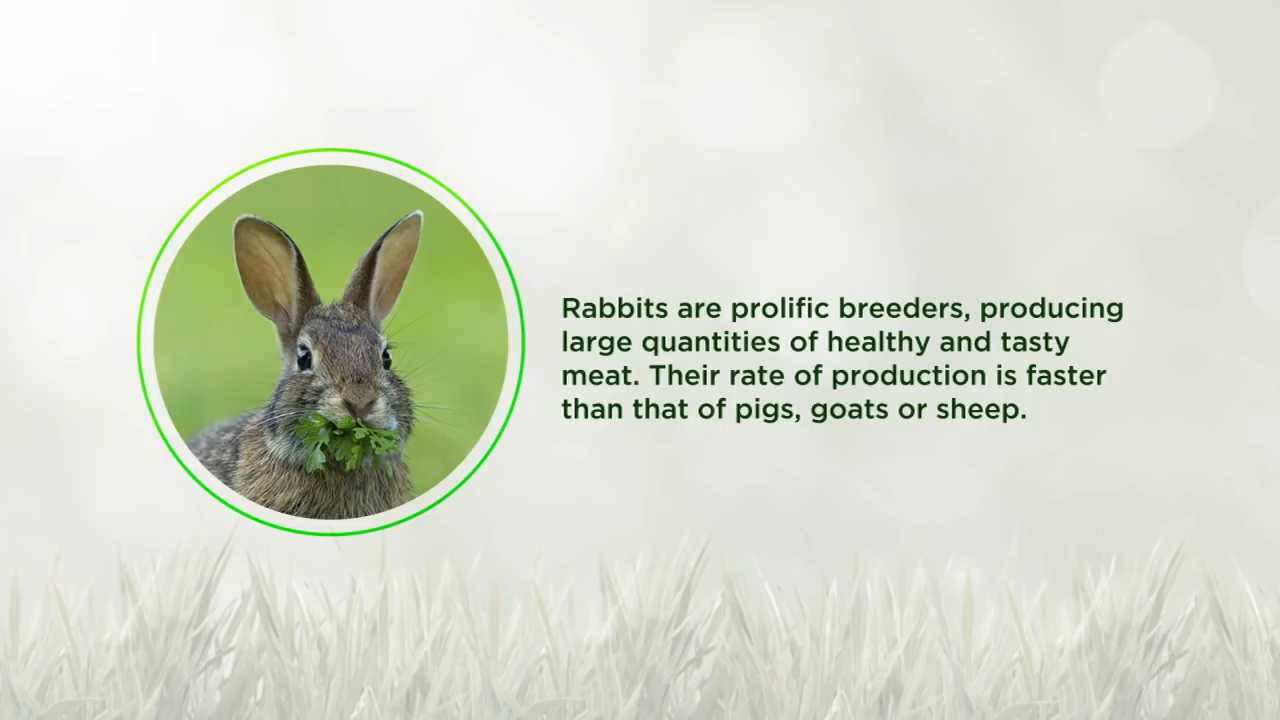 Rabbits are prolific breeders, producing
large quantities of healthy and tasty
meat. Their rate of production is faster
than that of pigs, goats or sheep.